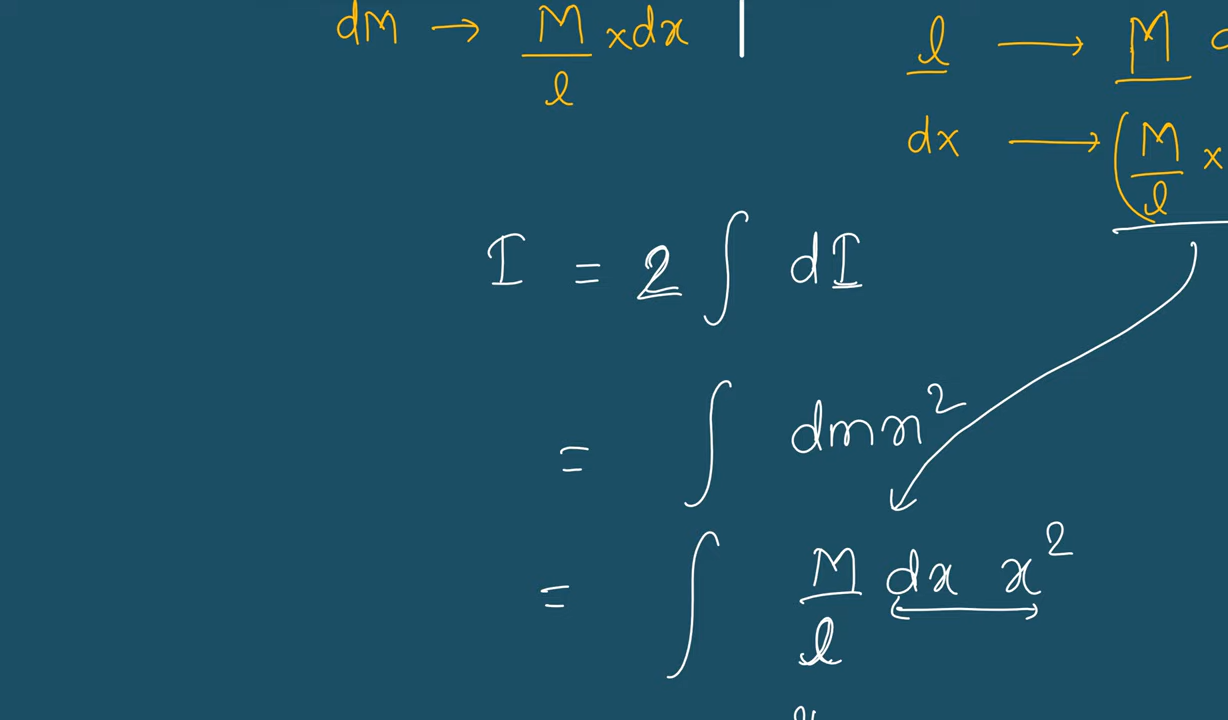 dM → M/l × dx
l → M
dx → (M/l ×
I = 2 ∫ dI
= ∫ dm x²
= ∫ M/l dx x²